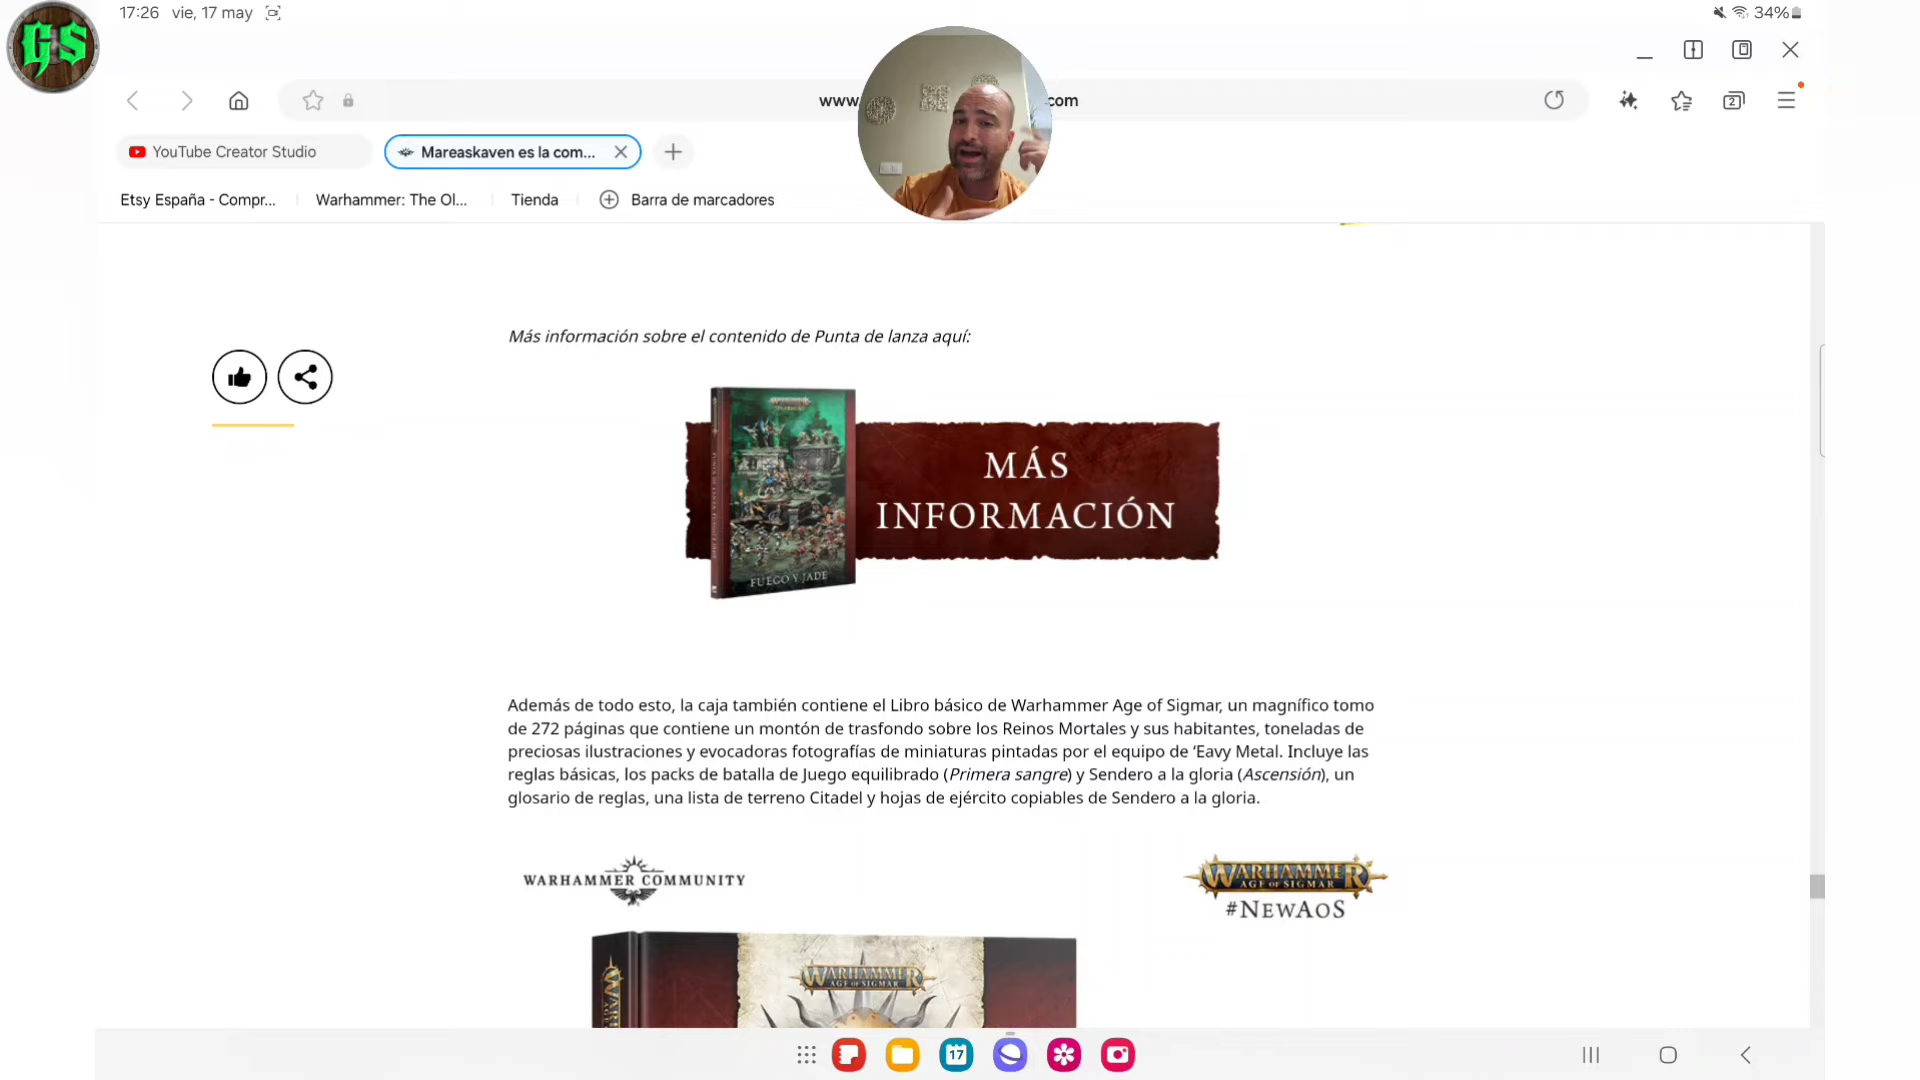 GS
17:26 vie, 17 may
34%
www.
com
YouTube Creator Studio
Mareaskaven es la com...
Etsy España - Compr...
Warhammer: The Ol...
Tienda
Barra de marcadores
Más información sobre el contenido de Punta de lanza aquí:
WARHAMMER
FUEGO Y JADE
MÁS
INFORMACIÓN
Además de todo esto, la caja también contiene el Libro básico de Warhammer Age of Sigmar, un magnífico tomo
de 272 páginas que contiene un montón de trasfondo sobre los Reinos Mortales y sus habitantes, toneladas de
preciosas ilustraciones y evocadoras fotografías de miniaturas pintadas por el equipo de ‘Eavy Metal. Incluye las
reglas básicas, los packs de batalla de Juego equilibrado (Primera sangre) y Sendero a la gloria (Ascensión), un
glosario de reglas, una lista de terreno Citadel y hojas de ejército copiables de Sendero a la gloria.
WARHAMMER COMMUNITY
WARHAMMER
AGE OF SIGMAR
#NEWAOS
WARHAMMER
AGE OF SIGMAR
2
17